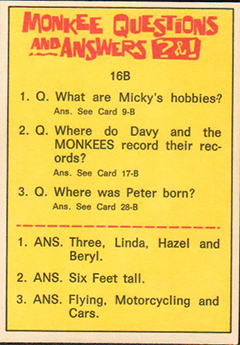 MONKEE QUESTIONS
AND ANSWERS ?&!
16B
1. Q. What are Micky's hobbies?
Ans. See Card 9-B
2. Q. Where do Davy and the
MONKEES record their rec-
ords?
Ans. See Card 17-B
3. Q. Where was Peter born?
Ans. See Card 28-B
1. ANS. Three, Linda, Hazel and
Beryl.
2. ANS. Six Feet tall.
3. ANS. Flying, Motorcycling and
Cars.